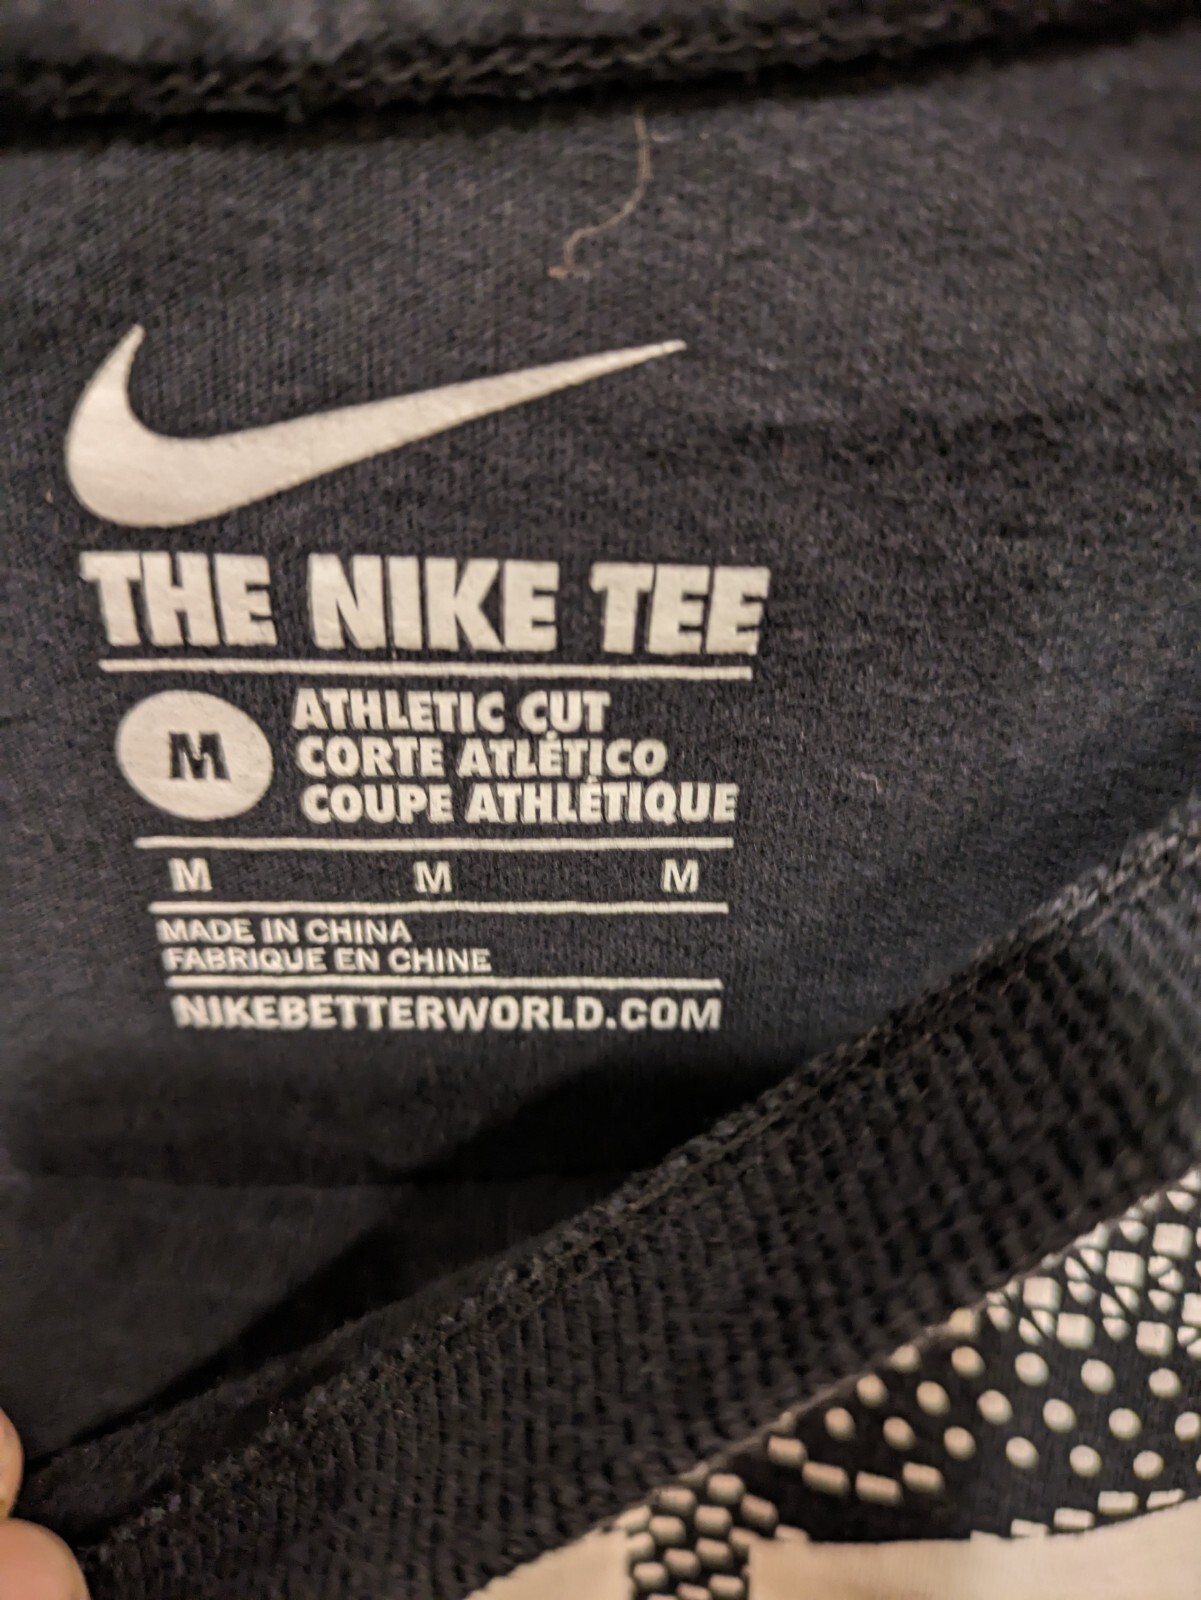 THE NIKE TEE
M
ATHLETIC CUT
CORTE ATLÉTICO
COUPE ATHLÉTIQUE
M M M
MADE IN CHINA
FABRIQUE EN CHINE
NIKEBETTERWORLD.COM